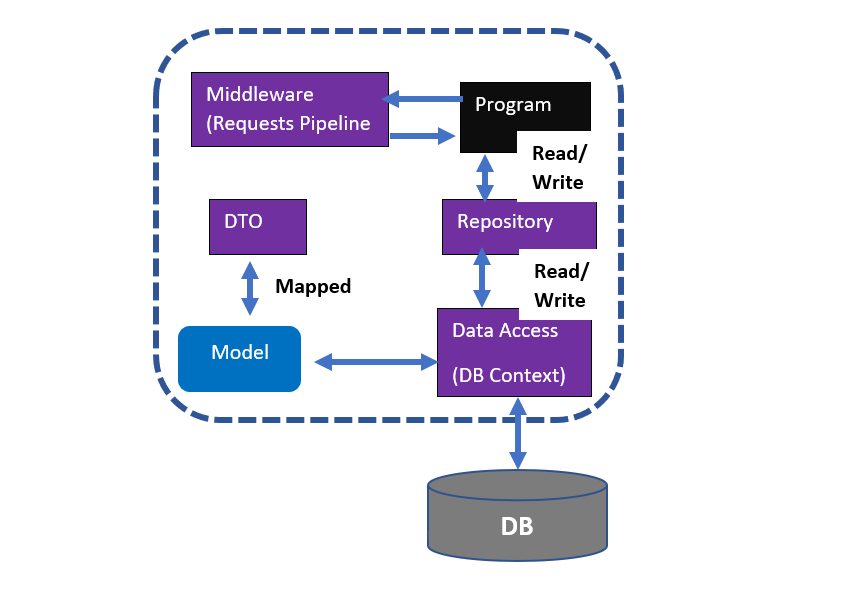 Middleware
(Requests Pipeline
Program
Read/
Write
DTO
Repository
Mapped
Read/
Write
Model
Data Access
(DB Context)
DB